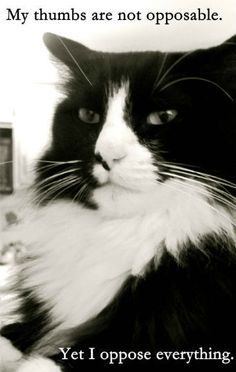 My thumbs are not opposable.
Yet I oppose everything.